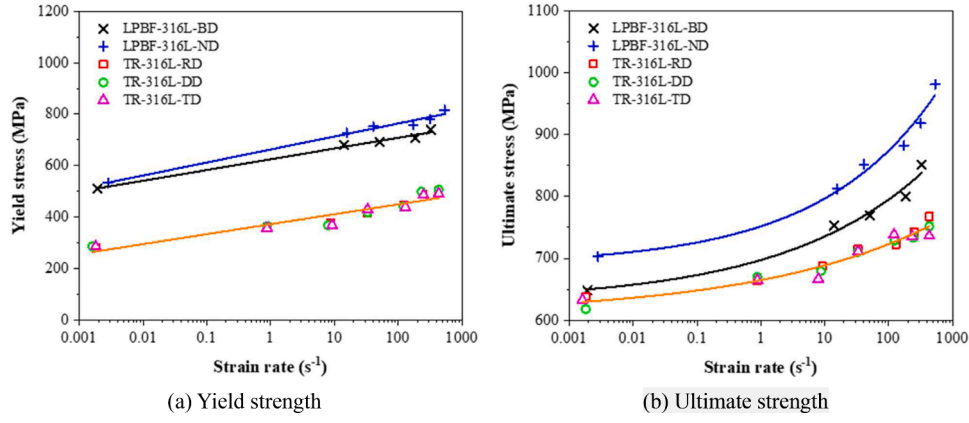 LPBF-316L-BD
LPBF-316L-ND
TR-316L-RD
TR-316L-DD
TR-316L-TD
Yield stress (MPa)
1200
1000
800
600
400
200
0
0.001 0.01 0.1 1 10 100 1000
Strain rate (s⁻¹)
(a) Yield strength
LPBF-316L-BD
LPBF-316L-ND
TR-316L-RD
TR-316L-DD
TR-316L-TD
Ultimate stress (MPa)
1100
1000
900
800
700
600
0.001 0.01 0.1 1 10 100 1000
Strain rate (s⁻¹)
(b) Ultimate strength